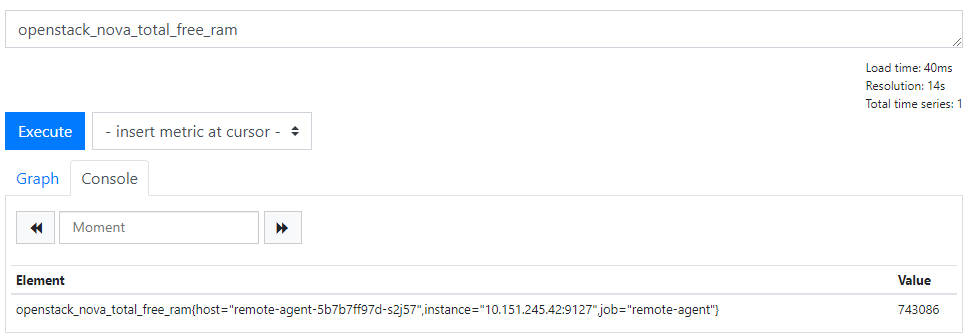 openstack_nova_total_free_ram
Load time: 40ms
Resolution: 14s
Total time series: 1
Execute
- insert metric at cursor -
Graph
Console
Moment
Element Value
openstack_nova_total_free_ram{host="remote-agent-5b7b7ff97d-s2j57",instance="10.151.245.42:9127",job="remote-agent"} 743086